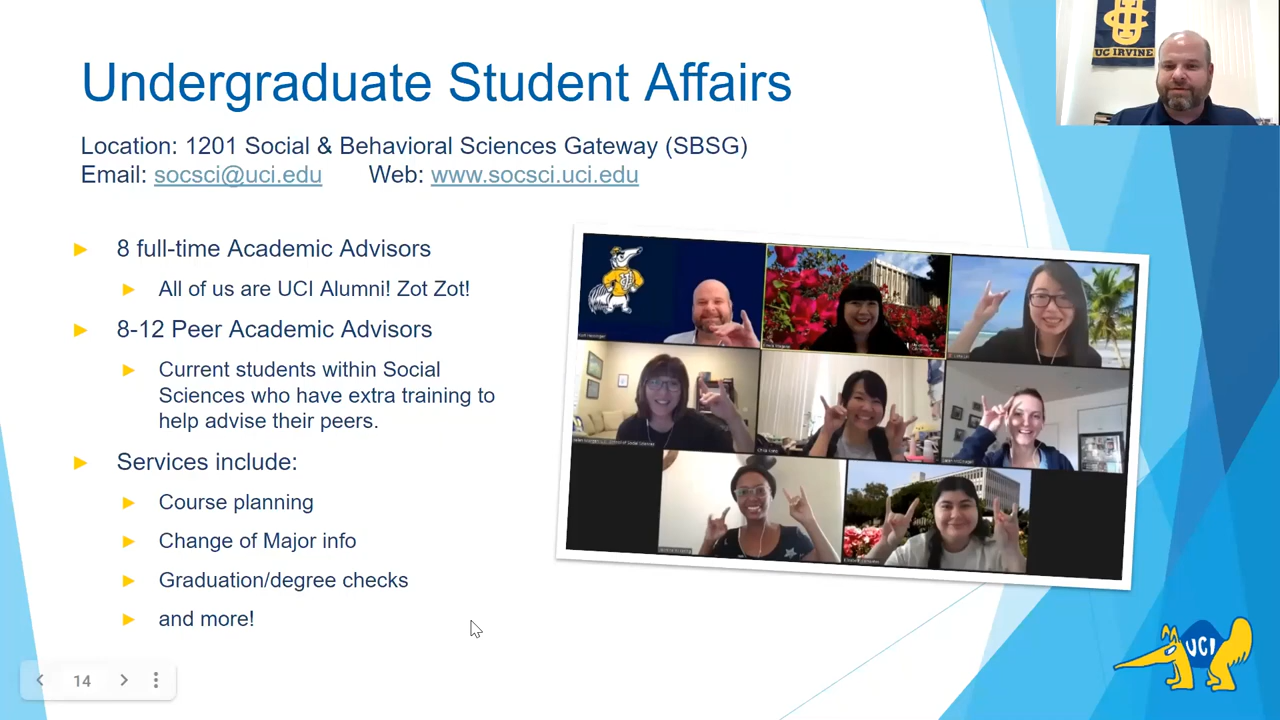 UC IRVINE
Undergraduate Student Affairs
Location: 1201 Social & Behavioral Sciences Gateway (SBSG)
Email: socsci@uci.edu Web: www.socsci.uci.edu
8 full-time Academic Advisors
All of us are UCI Alumni! Zot Zot!
8-12 Peer Academic Advisors
Current students within Social
Sciences who have extra training to
help advise their peers.
Services include:
Course planning
Change of Major info
Graduation/degree checks
and more!
UCI
14